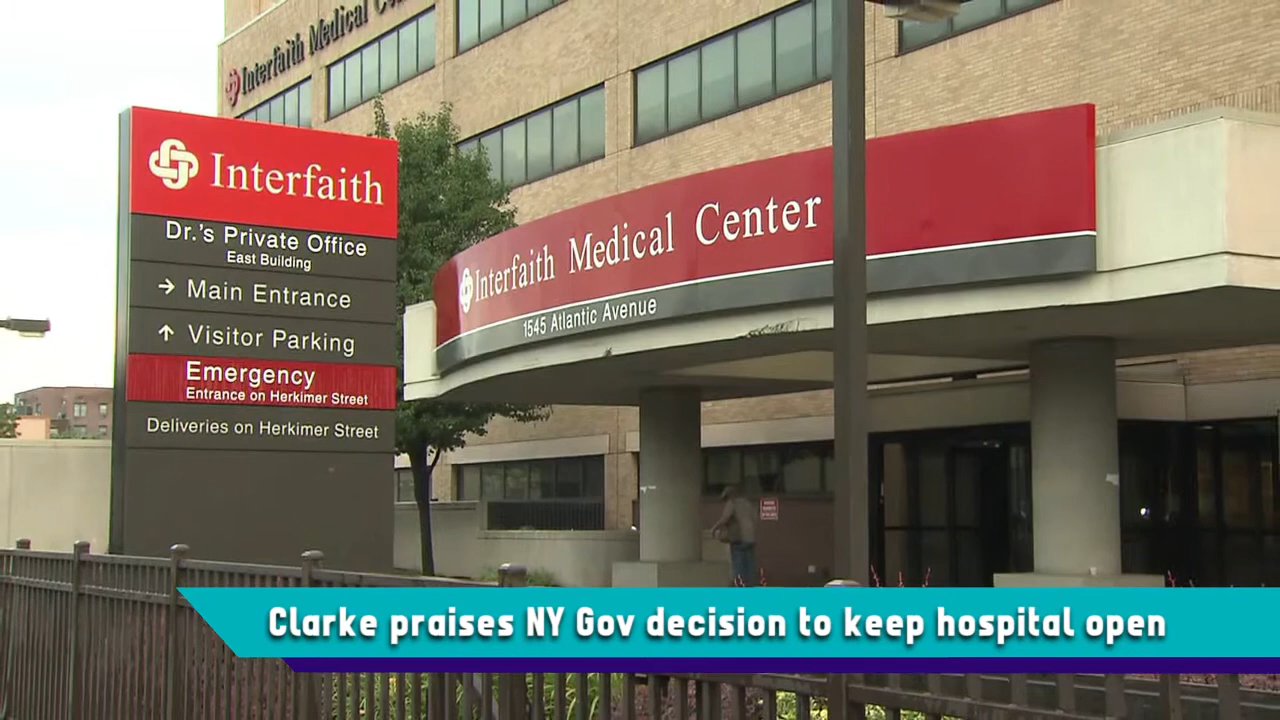 Interfaith Medical
Interfaith
Dr.'s Private Office
East Building
→ Main Entrance
↑ Visitor Parking
Emergency
Entrance on Herkimer Street
Deliveries on Herkimer Street
Interfaith Medical Center
1545 Atlantic Avenue
Clarke praises NY Gov decision to keep hospital open